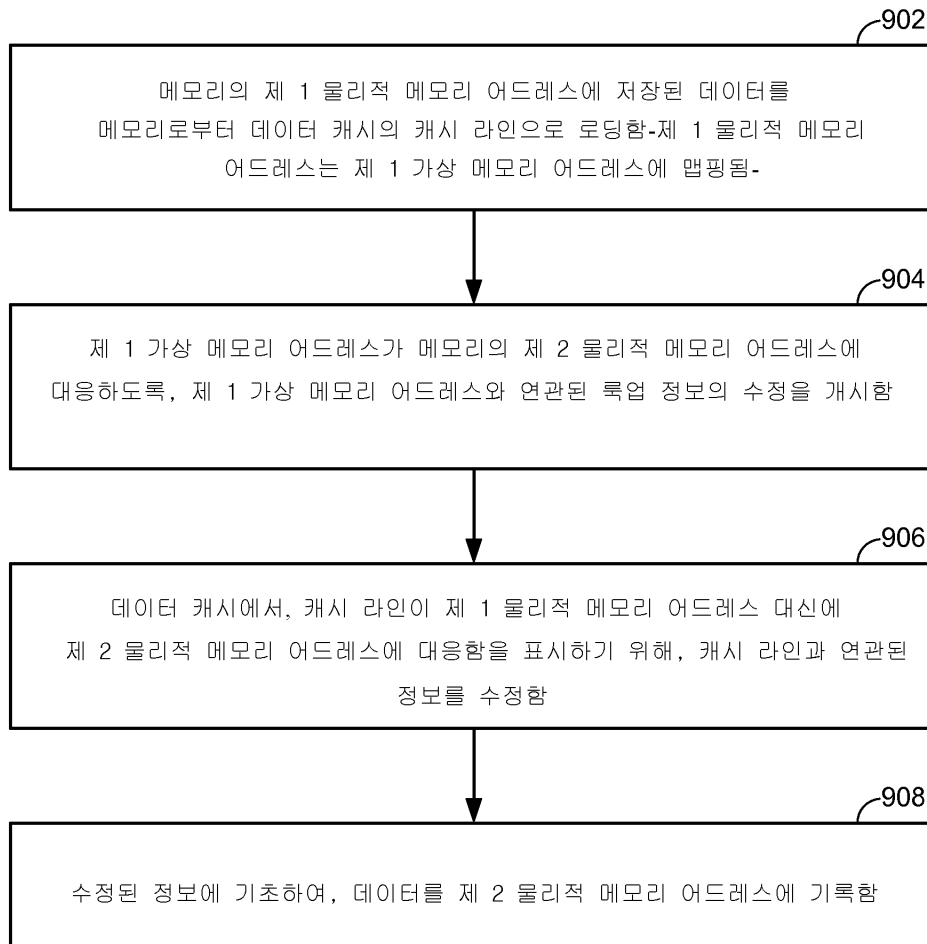 902
메모리의 제 1 물리적 메모리 어드레스에 저장된 데이터를
메모리로부터 데이터 캐시의 캐시 라인으로 로딩함-제 1 물리적 메모리
어드레스는 제 1 가상 메모리 어드레스에 맵핑됨-
904
제 1 가상 메모리 어드레스가 메모리의 제 2 물리적 메모리 어드레스에
대응하도록, 제 1 가상 메모리 어드레스와 연관된 룩업 정보의 수정을 개시함
906
데이터 캐시에서, 캐시 라인이 제 1 물리적 메모리 어드레스 대신에
제 2 물리적 메모리 어드레스에 대응함을 표시하기 위해, 캐시 라인과 연관된
정보를 수정함
908
수정된 정보에 기초하여, 데이터를 제 2 물리적 메모리 어드레스에 기록함